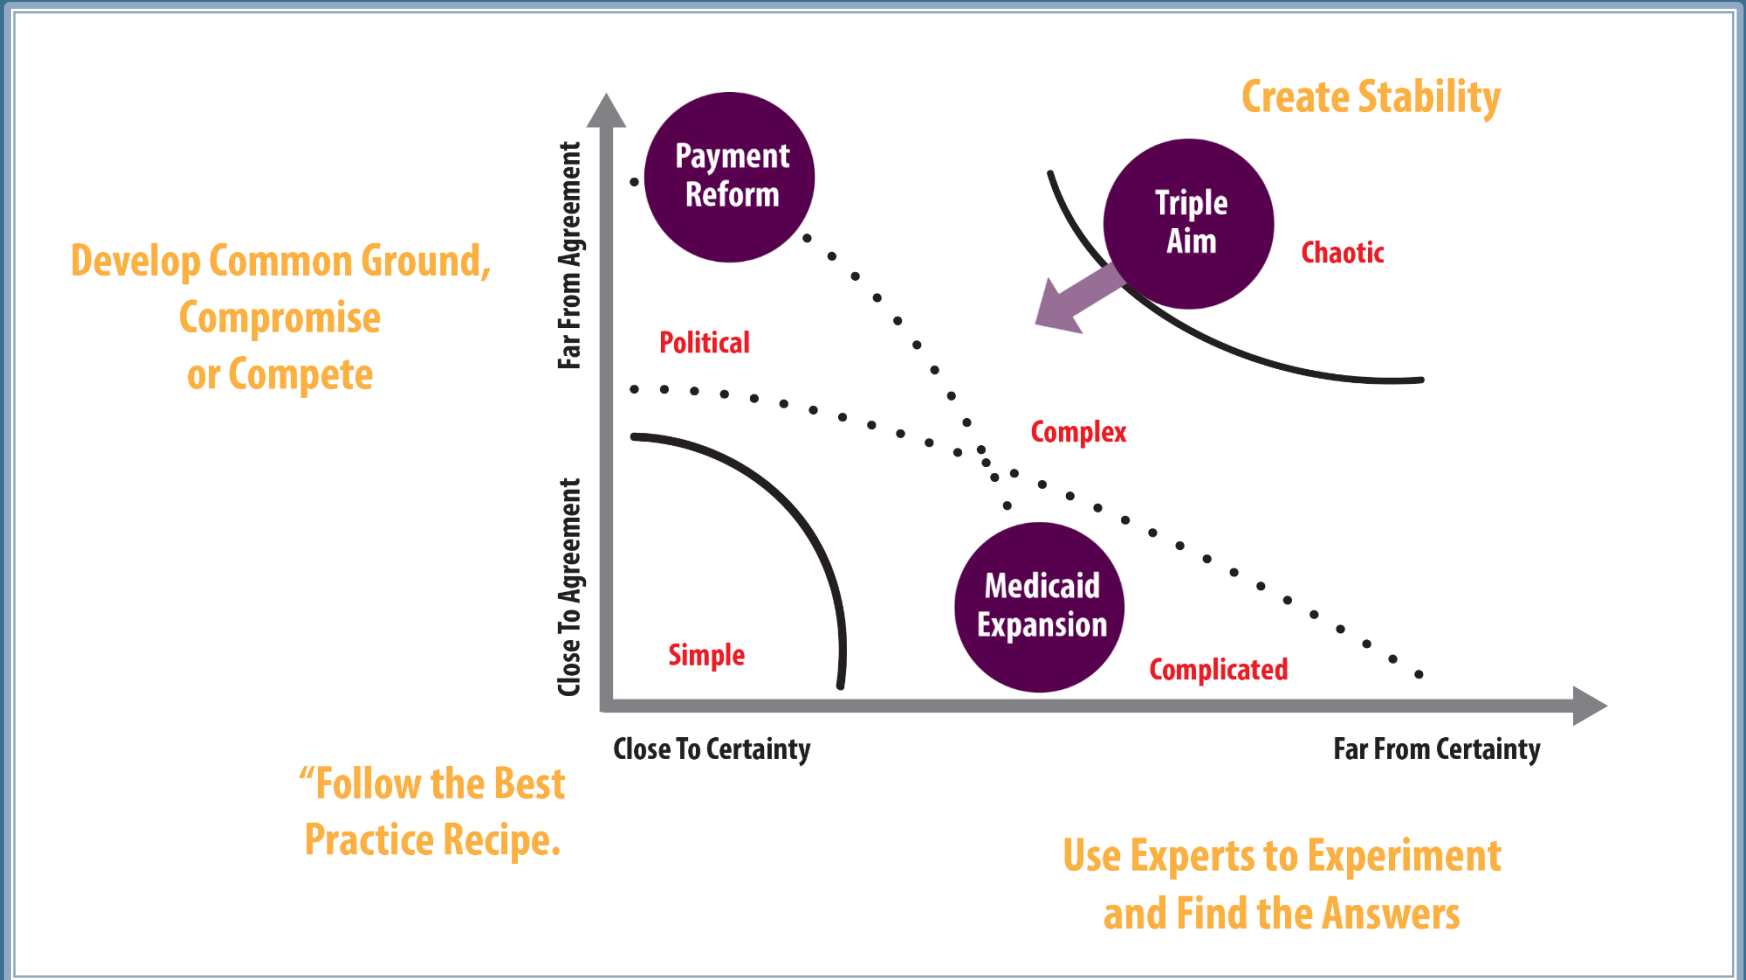 Create Stability
Payment
Reform
Triple
Aim
Chaotic
Far From Agreement
Develop Common Ground,
Compromise
or Compete
Political
Complex
Close To Agreement
Medicaid
Expansion
Simple
Complicated
Close To Certainty
Far From Certainty
“Follow the Best
Practice Recipe.
Use Experts to Experiment
and Find the Answers